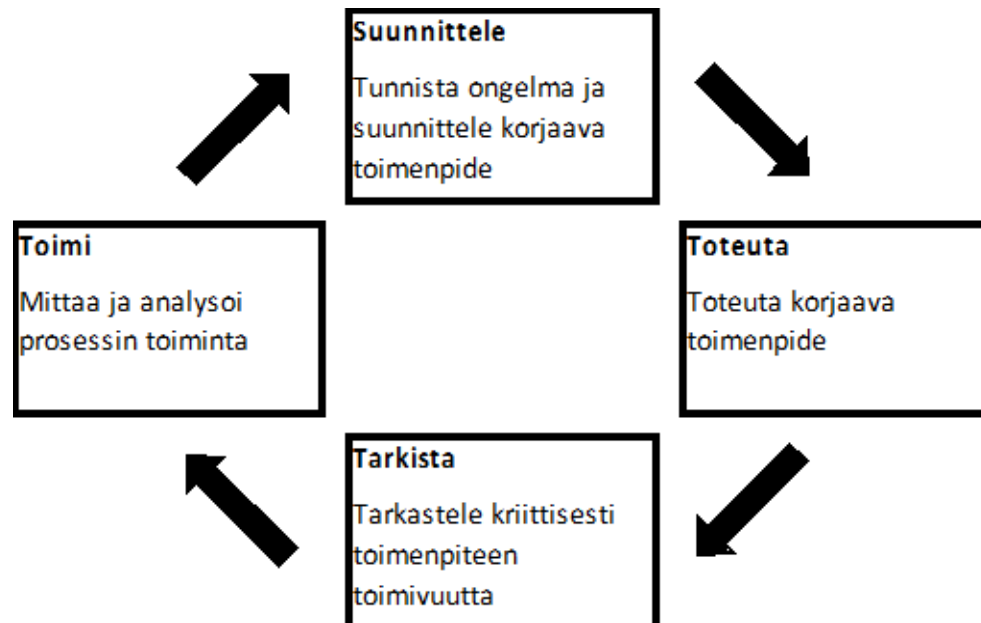 Suunnittele
Tunnista ongelma ja
suunnittele korjaava
toimenpide
Toimi
Mittaa ja analysoi
prosessin toiminta
Toteuta
Toteuta korjaava
toimenpide
Tarkista
Tarkastele kriittisesti
toimenpiteen
toimivuutta